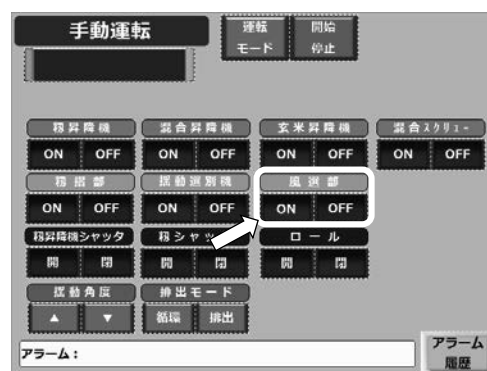 手動運転
運転
モード
開始
停止
籾昇降機 混合昇降機 玄米昇降機 混合スクリュー
ON OFF ON OFF ON OFF ON OFF
籾摺部 揺動選別機 風選部
ON OFF ON OFF ON OFF
籾昇降機シャッタ 籾シャッ ロール
開 閉 開 閉 開 閉
揺動角度 排出モード
▲ ▼ 循環 排出
アラーム：
アラーム
履歴